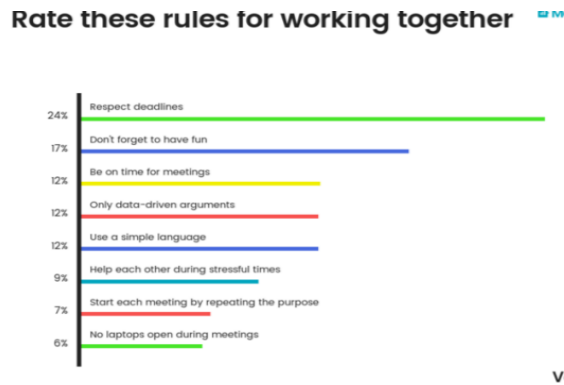 Rate these rules for working together
M
Respect deadlines
24%
Don't forget to have fun
17%
Be on time for meetings
12%
Only data-driven arguments
12%
Use a simple language
12%
Help each other during stressful times
9%
Start each meeting by repeating the purpose
7%
No laptops open during meetings
6%
V